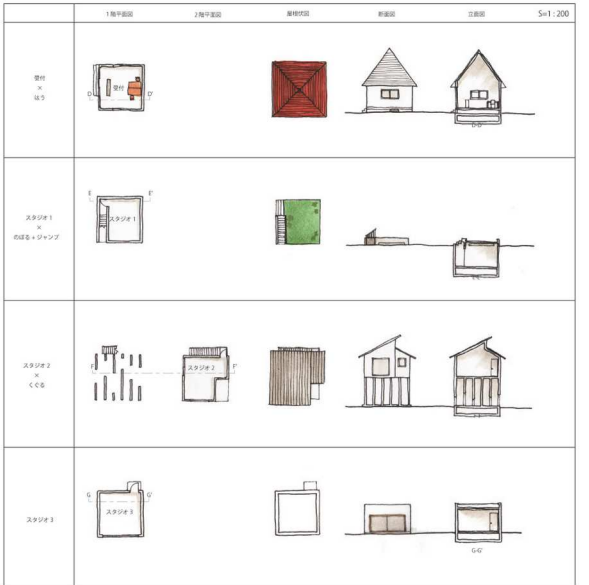 1階平面図 2階平面図 屋根伏図 断面図 立面図 S=1:200
受付
×
はう
受付
D D'
D-D'
スタジオ1
×
のぼる+ジャンプ
E E'
スタジオ1
スタジオ2
×
くぐる
F F'
スタジオ2
スタジオ3
G G'
スタジオ3
G-G'